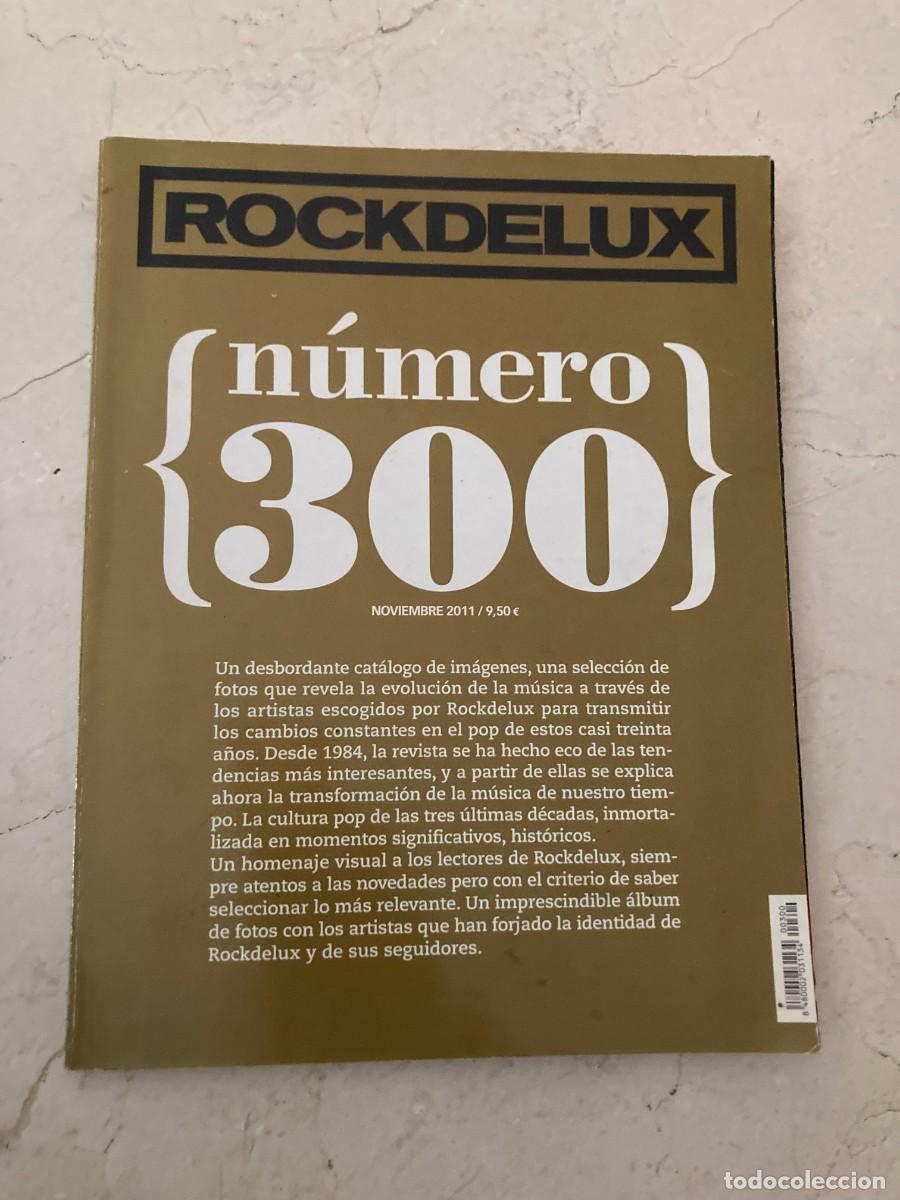 ROCKDELUX
{número
300}
NOVIEMBRE 2011 / 9,50 €
Un desbordante catálogo de imágenes, una selección de
fotos que revela la evolución de la música a través de
los artistas escogidos por Rockdelux para transmitir
los cambios constantes en el pop de estos casi treinta
años. Desde 1984, la revista se ha hecho eco de las ten-
dencias más interesantes, y a partir de ellas se explica
ahora la transformación de la música de nuestro tiem-
po. La cultura pop de las tres últimas décadas, inmorta-
lizada en momentos significativos, históricos.
Un homenaje visual a los lectores de Rockdelux, siem-
pre atentos a las novedades pero con el criterio de saber
seleccionar lo más relevante. Un imprescindible álbum
de fotos con los artistas que han forjado la identidad de
Rockdelux y de sus seguidores.
00300
8 480002 031134
todocoleccion